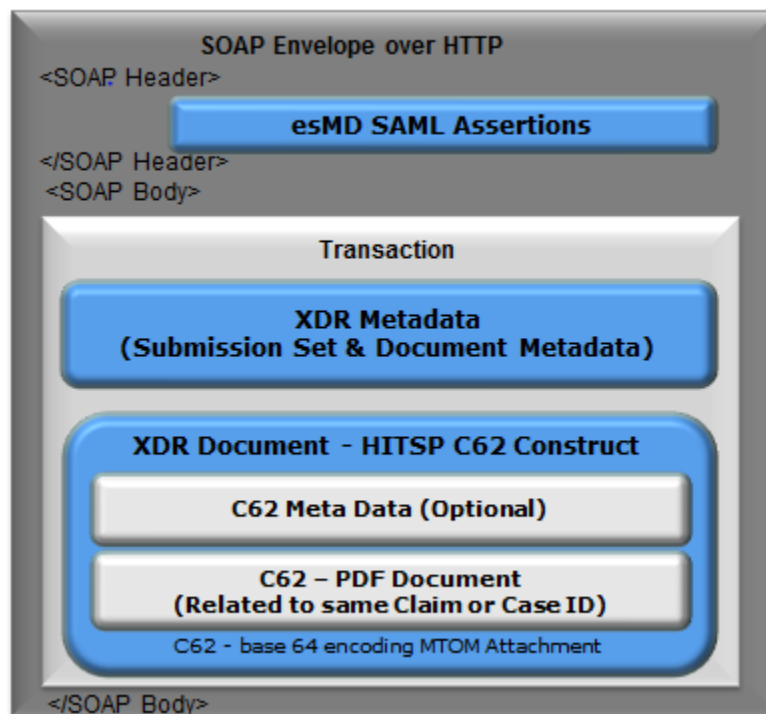 SOAP Envelope over HTTP
<SOAP Header>
esMD SAML Assertions
</SOAP Header>
<SOAP Body>
Transaction
XDR Metadata
(Submission Set & Document Metadata)
XDR Document - HITSP C62 Construct
C62 Meta Data (Optional)
C62 – PDF Document
(Related to same Claim or Case ID)
C62 - base 64 encoding MTOM Attachment
</SOAP Body>